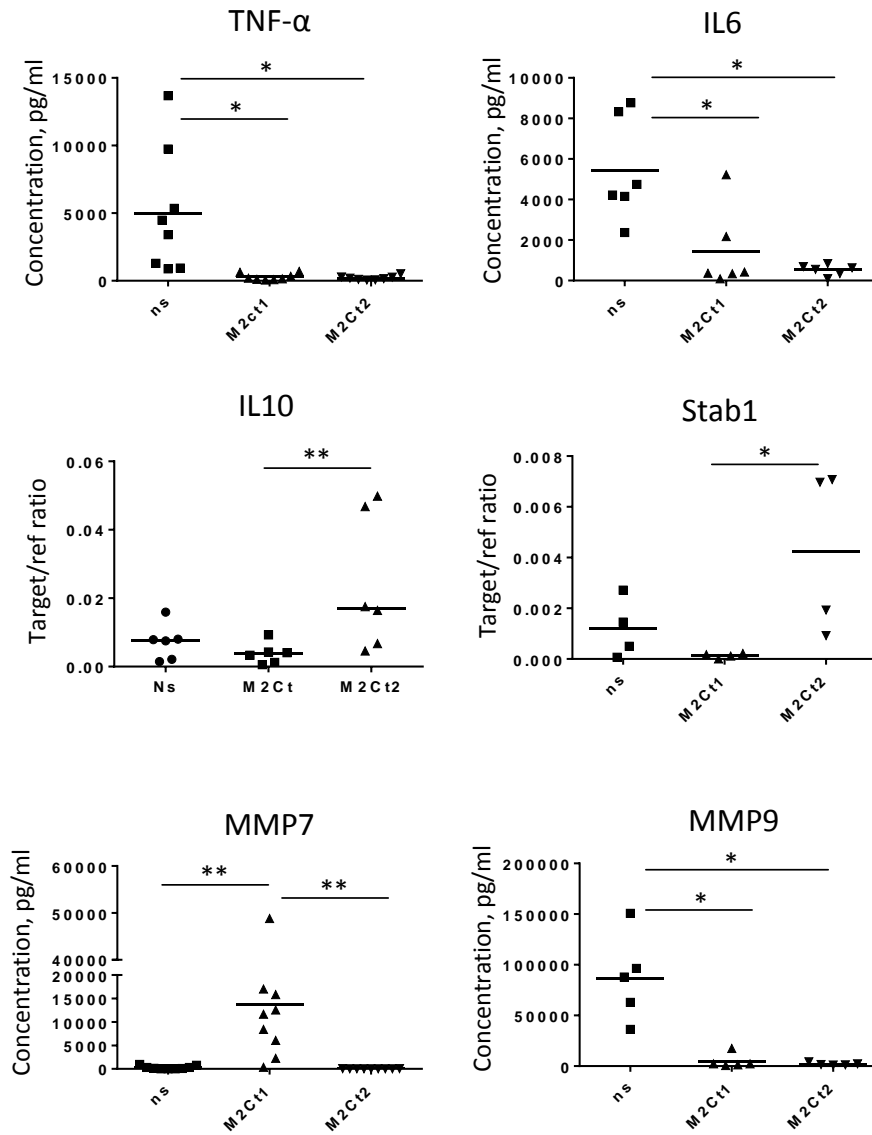 TNF-α
Concentration, pg/ml
15000
10000
5000
0
*
*
ns
M2Ct1
M2Ct2
IL6
Concentration, pg/ml
10000
8000
6000
4000
2000
0
*
*
ns
M2Ct1
M2Ct2
IL10
Target/ref ratio
0.06
0.04
0.02
0.00
**
Ns
M2Ct
M2Ct2
Stab1
Target/ref ratio
0.008
0.006
0.004
0.002
0.000
*
ns
M2Ct1
M2Ct2
MMP7
Concentration, pg/ml
60000
50000
40000
20000
15000
10000
5000
0
**
**
ns
M2Ct1
M2Ct2
MMP9
Concentration, pg/ml
200000
150000
100000
50000
0
*
*
ns
M2Ct1
M2Ct2